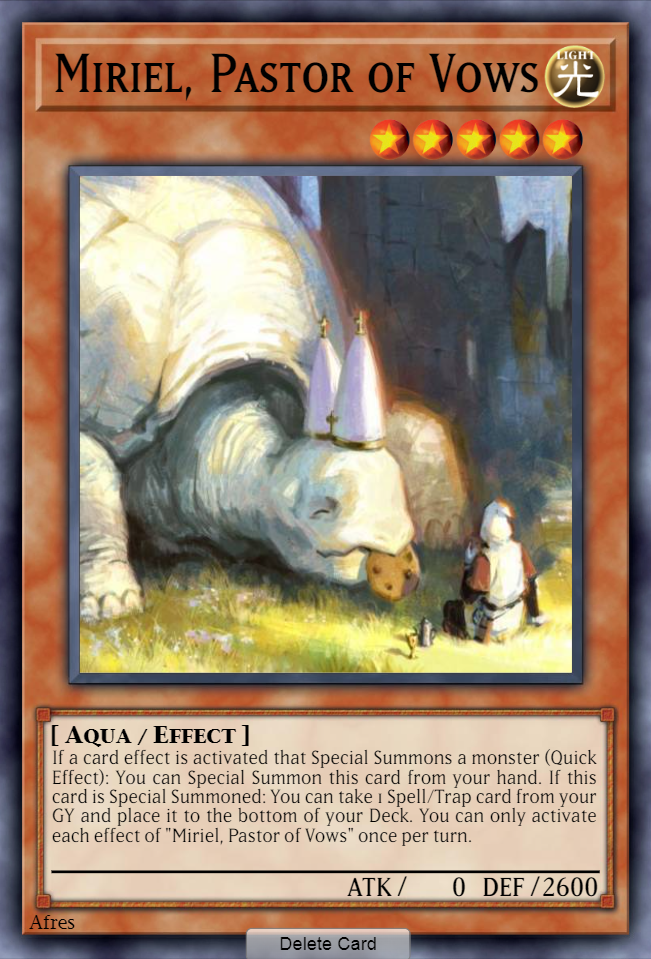 Miriel, Pastor of Vows
LIGHT
光
[ Aqua / Effect ]
If a card effect is activated that Special Summons a monster (Quick
Effect): You can Special Summon this card from your hand. If this
card is Special Summoned: You can take 1 Spell/Trap card from your
GY and place it to the bottom of your Deck. You can only activate
each effect of "Miriel, Pastor of Vows" once per turn.
ATK / 0 DEF /2600
Afres
Delete Card